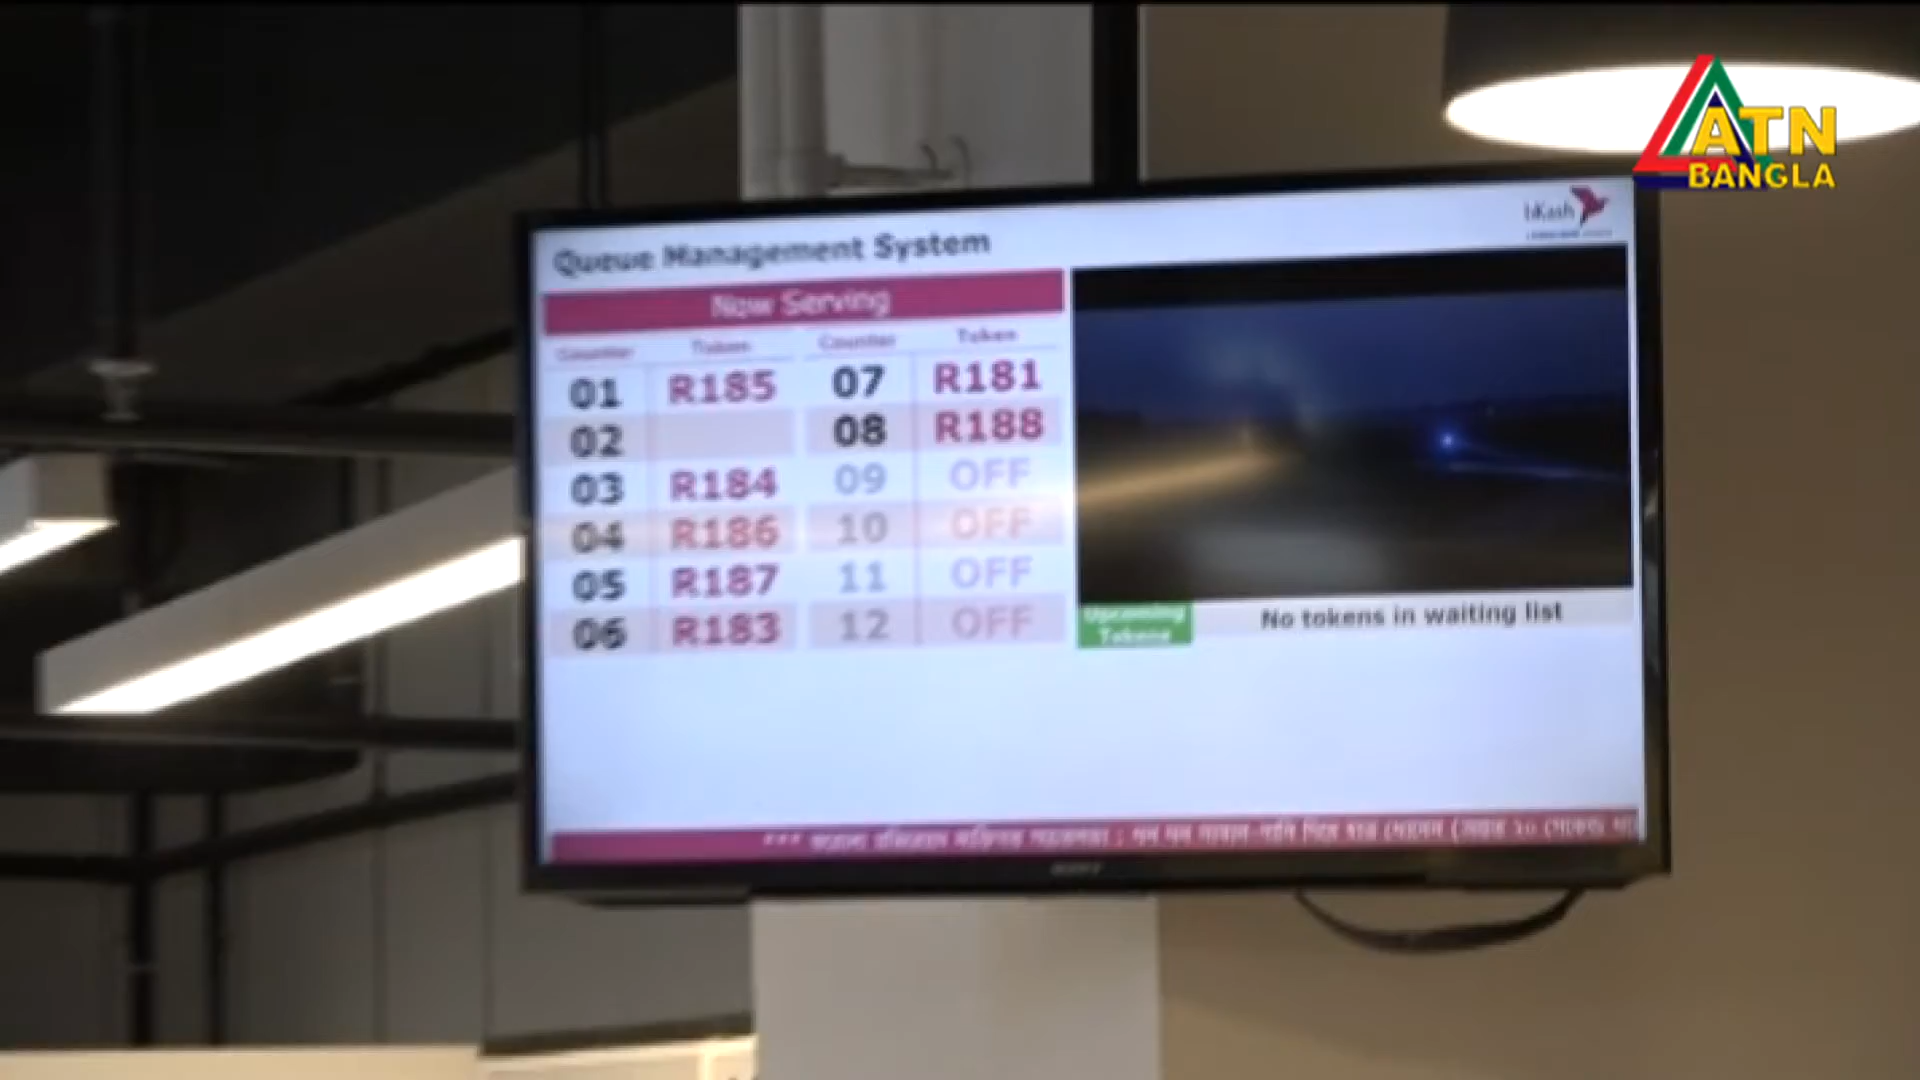 ATN
BANGLA
bKash
Queue Management System
Now Serving
Counter Token Counter Token
01 R185 07 R181
02 08 R188
03 R184 09 OFF
04 R186 10 OFF
05 R187 11 OFF
06 R183 12 OFF
Upcoming
Tokens
No tokens in waiting list
SONY